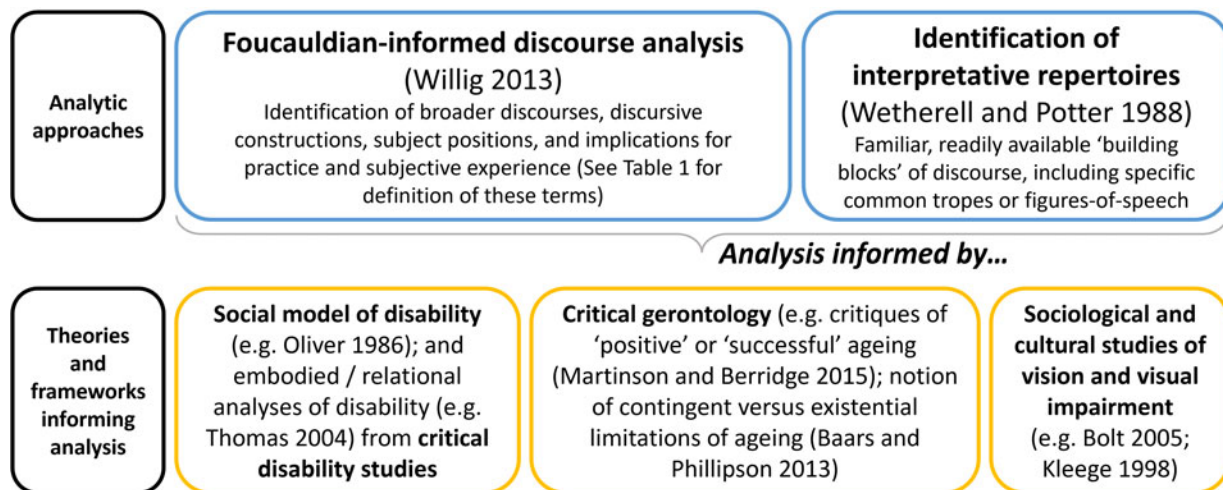 Analytic
approaches
Foucauldian-informed discourse analysis
(Willig 2013)
Identification of broader discourses, discursive
constructions, subject positions, and implications for
practice and subjective experience (See Table 1 for
definition of these terms)
Identification of
interpretative repertoires
(Wetherell and Potter 1988)
Familiar, readily available ‘building
blocks’ of discourse, including specific
common tropes or figures-of-speech
Analysis informed by…
Theories
and
frameworks
informing
analysis
Social model of disability
(e.g. Oliver 1986); and
embodied / relational
analyses of disability (e.g.
Thomas 2004) from critical
disability studies
Critical gerontology (e.g. critiques of
‘positive’ or ‘successful’ ageing
(Martinson and Berridge 2015); notion
of contingent versus existential
limitations of ageing (Baars and
Phillipson 2013)
Sociological and
cultural studies of
vision and visual
impairment
(e.g. Bolt 2005;
Kleege 1998)